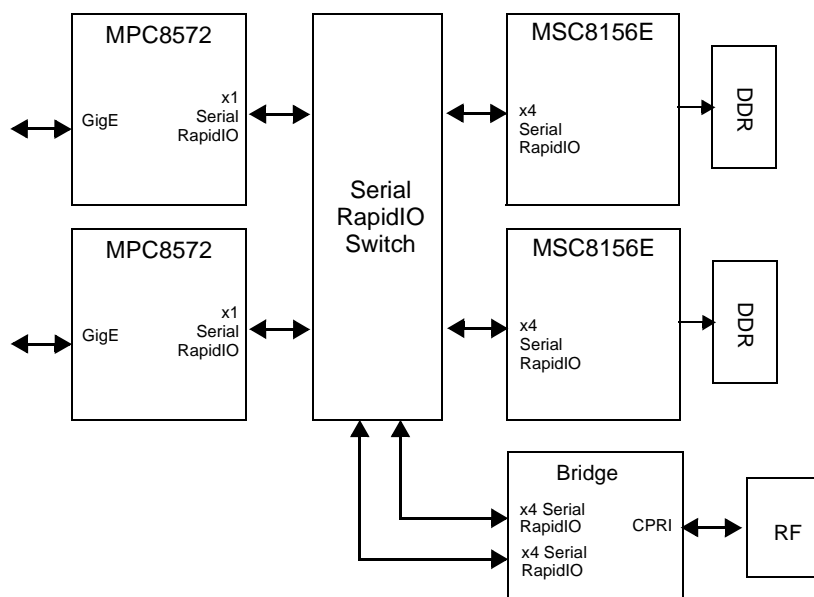 MPC8572
GigE
x1
Serial
RapidIO
MPC8572
GigE
x1
Serial
RapidIO
Serial
RapidIO
Switch
MSC8156E
x4
Serial
RapidIO
DDR
MSC8156E
x4
Serial
RapidIO
DDR
Bridge
x4 Serial
RapidIO
x4 Serial
RapidIO
CPRI
RF